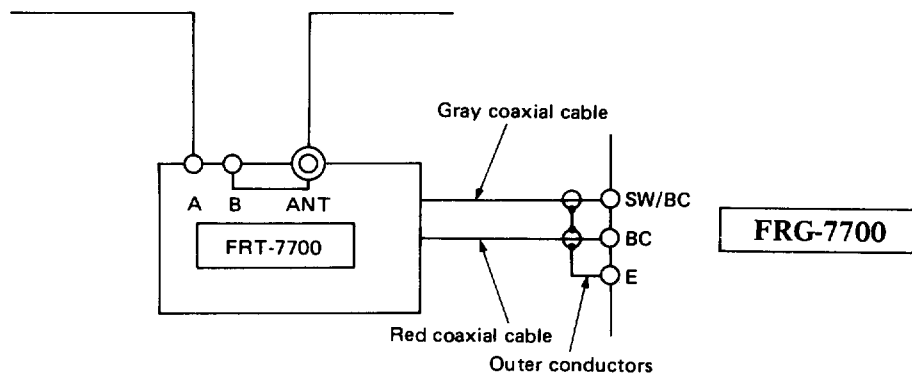 Gray coaxial cable
A B ANT
SW/BC
FRT-7700
BC
FRG-7700
E
Red coaxial cable
Outer conductors